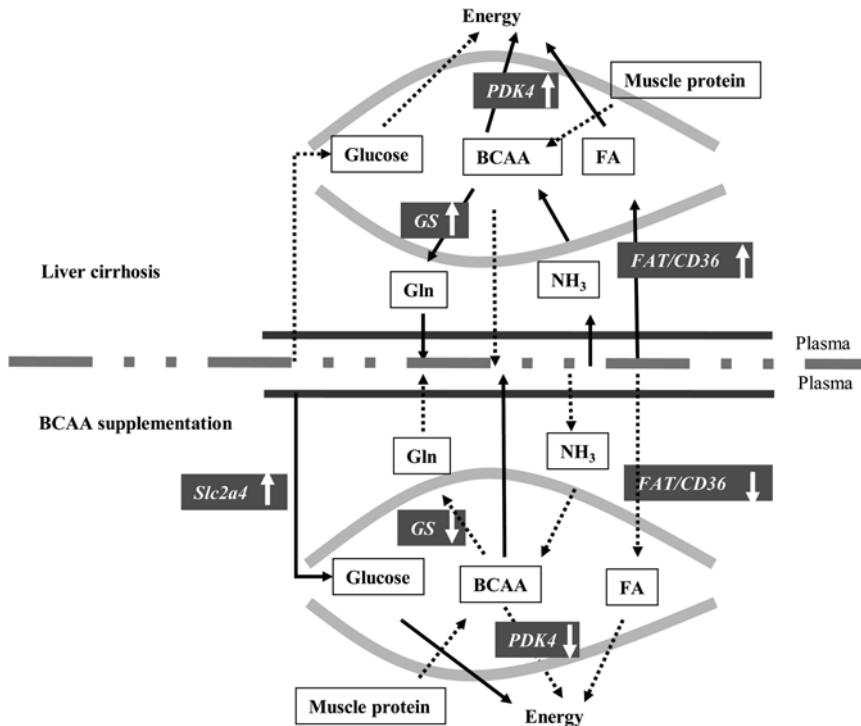 Energy
PDK4
Muscle protein
Glucose
BCAA
FA
GS
FAT/CD36
Liver cirrhosis
Gln
NH₃
Plasma
Plasma
BCAA supplementation
Gln
NH₃
Slc2a4
FAT/CD36
GS
Glucose
BCAA
FA
PDK4
Muscle protein
Energy